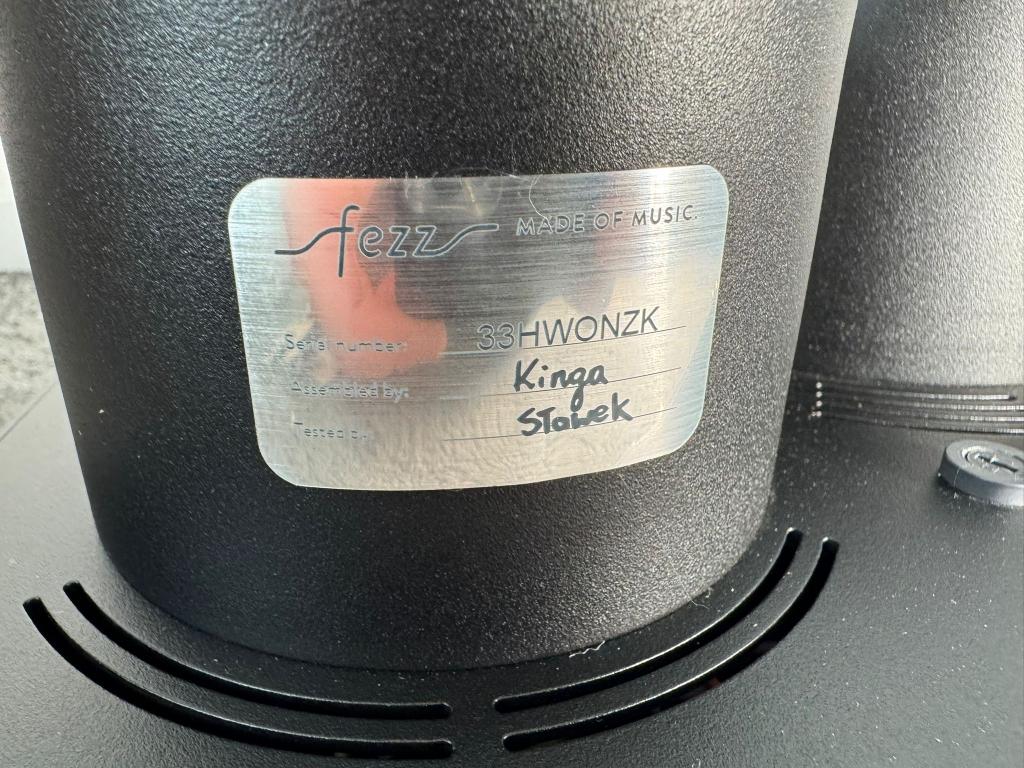 fezz MADE OF MUSIC.
Serial number: 33HWONZK
Assembled by: Kinga
Tested by: Sławek